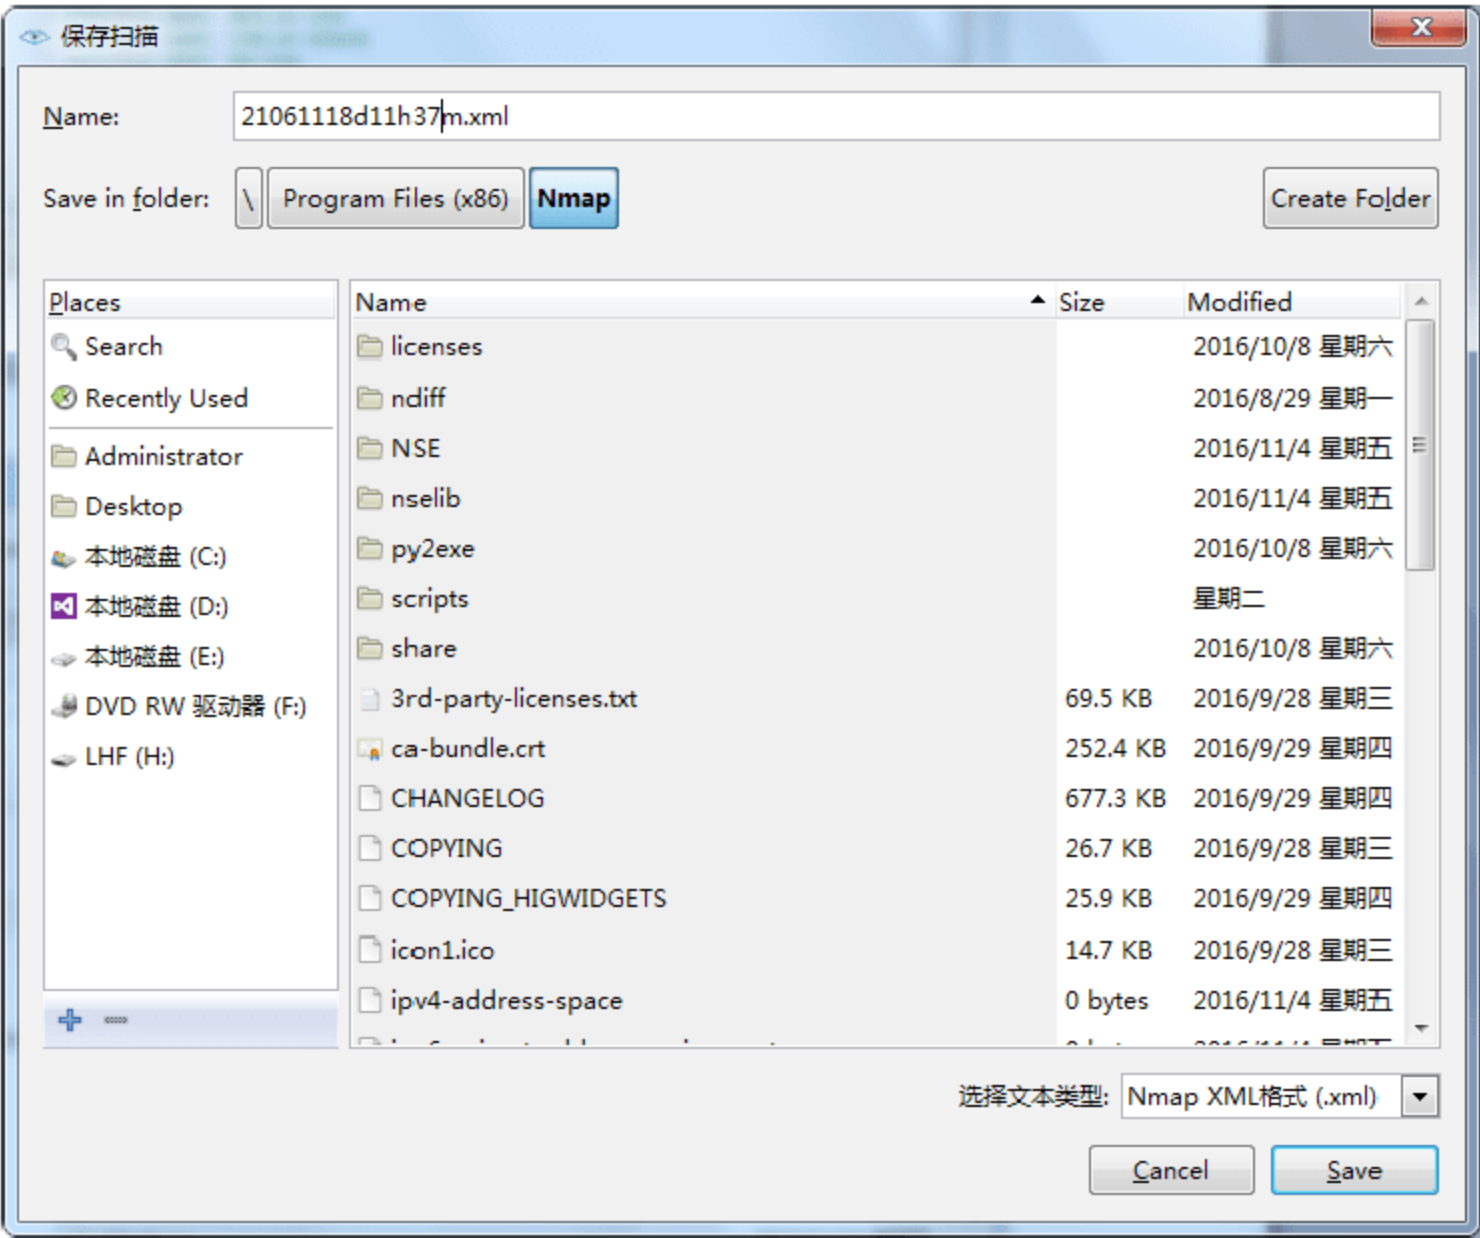 保存扫描
Name: 21061118d11h37m.xml
Save in folder: \ Program Files (x86) Nmap Create Folder
Places
Search
Recently Used
Administrator
Desktop
本地磁盘 (C:)
本地磁盘 (D:)
本地磁盘 (E:)
DVD RW 驱动器 (F:)
LHF (H:)
Name Size Modified
licenses 2016/10/8 星期六
ndiff 2016/8/29 星期一
NSE 2016/11/4 星期五
nselib 2016/11/4 星期五
py2exe 2016/10/8 星期六
scripts 星期二
share 2016/10/8 星期六
3rd-party-licenses.txt 69.5 KB 2016/9/28 星期三
ca-bundle.crt 252.4 KB 2016/9/29 星期四
CHANGELOG 677.3 KB 2016/9/29 星期四
COPYING 26.7 KB 2016/9/28 星期三
COPYING_HIGWIDGETS 25.9 KB 2016/9/29 星期四
icon1.ico 14.7 KB 2016/9/28 星期三
ipv4-address-space 0 bytes 2016/11/4 星期五
选择文本类型: Nmap XML格式 (.xml)
Cancel Save